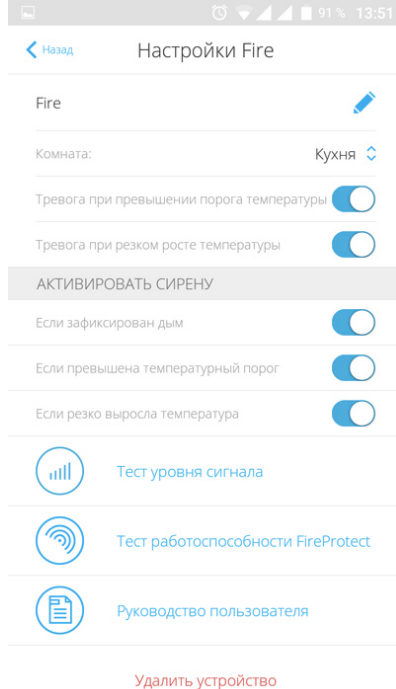 91 % 13:51
Назад Настройки Fire
Fire
Комната: Кухня
Тревога при превышении порога температуры
Тревога при резком росте температуры
АКТИВИРОВАТЬ СИРЕНУ
Если зафиксирован дым
Если превышена температурный порог
Если резко выросла температура
Тест уровня сигнала
Тест работоспособности FireProtect
Руководство пользователя
Удалить устройство